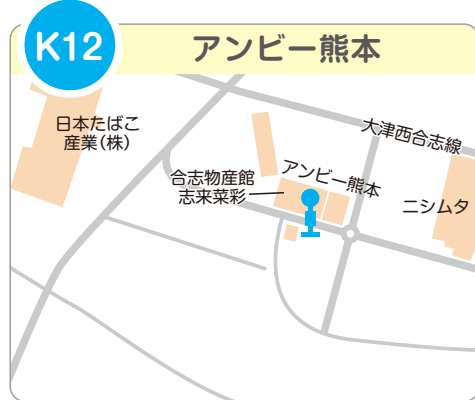 K12
アンビー熊本
日本たばこ
産業(株)
大津西合志線
合志物産館
志来菜彩
アンビー熊本
ニシムタ